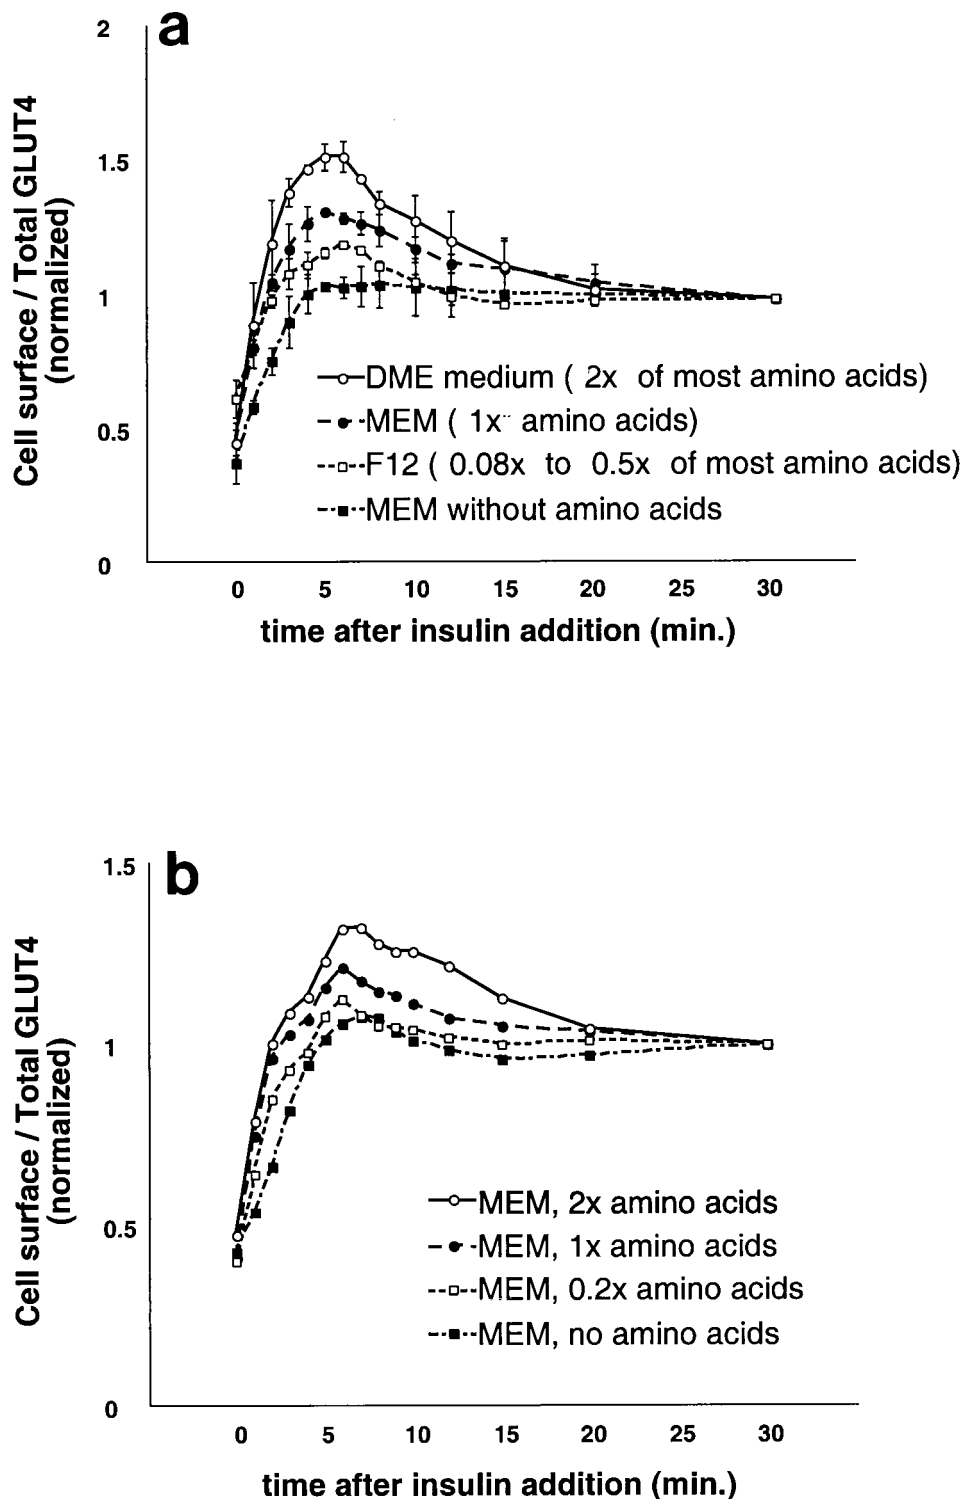 a
2
1.5
1
0.5
0
Cell surface / Total GLUT4
(normalized)
DME medium ( 2x of most amino acids)
MEM ( 1x amino acids)
F12 ( 0.08x to 0.5x of most amino acids)
MEM without amino acids
0 5 10 15 20 25 30
time after insulin addition (min.)
b
1.5
1
0.5
0
Cell surface / Total GLUT4
(normalized)
MEM, 2x amino acids
MEM, 1x amino acids
MEM, 0.2x amino acids
MEM, no amino acids
0 5 10 15 20 25 30
time after insulin addition (min.)